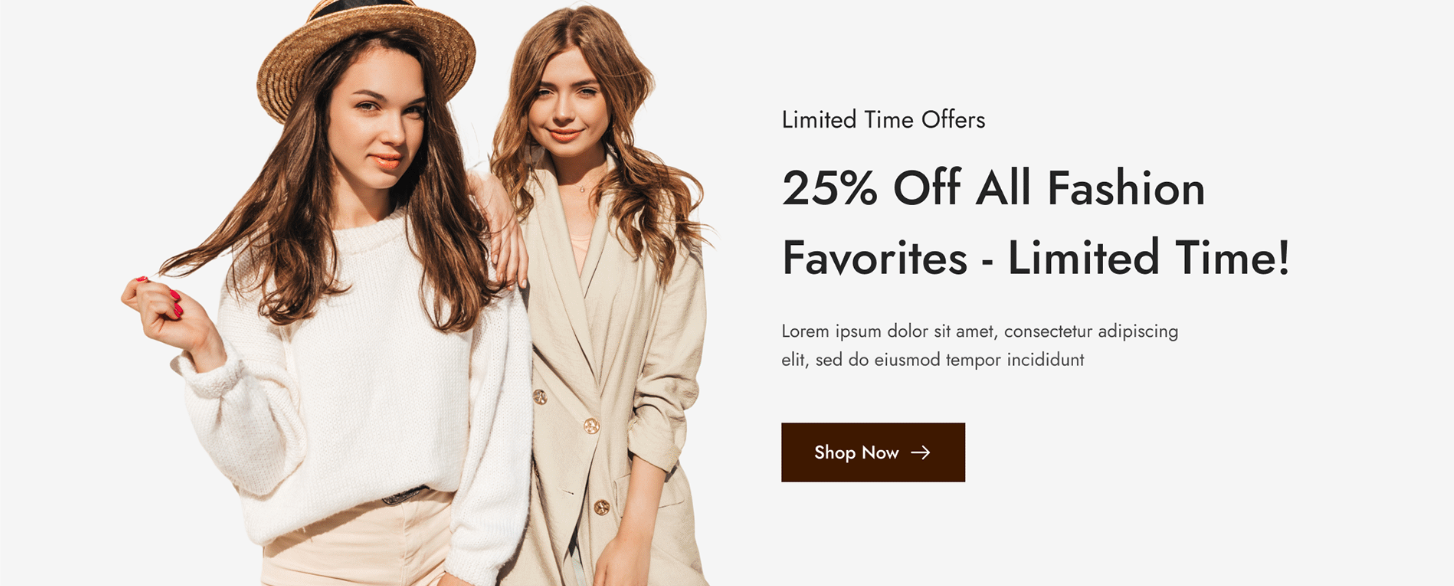 Limited Time Offers
25% Off All Fashion
Favorites - Limited Time!
Lorem ipsum dolor sit amet, consectetur adipiscing
elit, sed do eiusmod tempor incididunt
Shop Now →